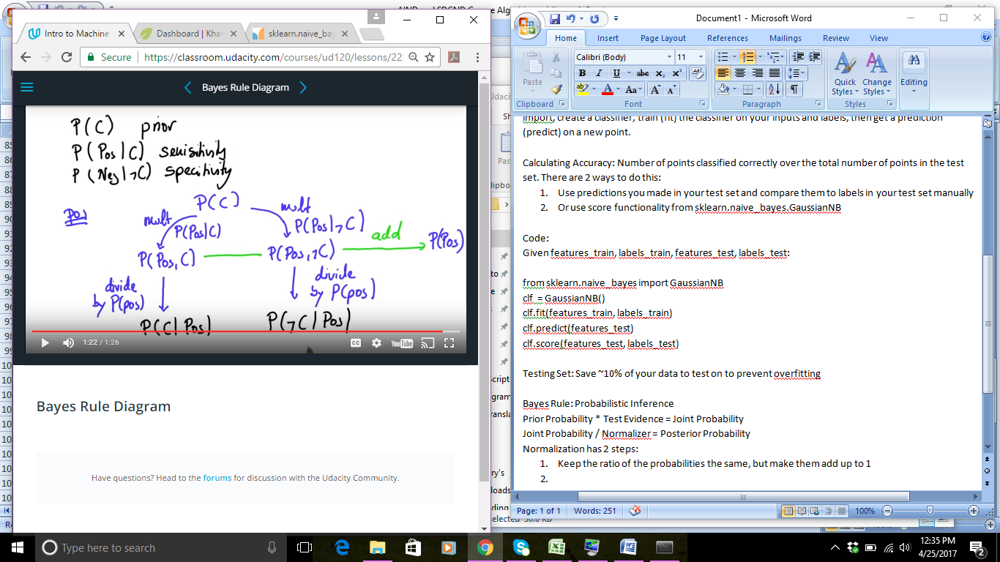 Intro to Machine
Dashboard | Khar
sklearn.naive_bay
Secure
https://classroom.udacity.com/courses/ud120/lessons/22
Bayes Rule Diagram
P(C) prior
P(Pos|C) sensitivity
P(Neg|¬C) specitivity
Pos
P(C)
mult
P(Pos|C)
mult
P(Pos|¬C)
P(Pos,C)
P(Pos,¬C)
add
P(Pos)
divide
by P(pos)
divide
by P(pos)
P(C|Pos)
P(¬C|Pos)
1:22 / 1:26
CC
YouTube
Bayes Rule Diagram
Have questions? Head to the forums for discussion with the Udacity Community.
Document1 - Microsoft Word
Home Insert Page Layout References Mailings Review View
Paste
Clipboard
Calibri (Body) 11
B I U abc x₂ x²
Aa A A
Font
Paragraph
Quick Styles
Change Styles
Styles
Editing
import, create a classifier, train (fit) the classifier on your inputs and labels, then get a prediction
(predict) on a new point.
Calculating Accuracy: Number of points classified correctly over the total number of points in the test
set. There are 2 ways to do this:
1. Use predictions you made in your test set and compare them to labels in your test set manually
2. Or use score functionality from sklearn.naive_bayes.GaussianNB
Code:
Given features_train, labels_train, features_test, labels_test:
from sklearn.naive_bayes import GaussianNB
clf = GaussianNB()
clf.fit(features_train, labels_train)
clf.predict(features_test)
clf.score(features_test, labels_test)
Testing Set: Save ~10% of your data to test on to prevent overfitting
Bayes Rule: Probabilistic Inference
Prior Probability * Test Evidence = Joint Probability
Joint Probability / Normalizer = Posterior Probability
Normalization has 2 steps:
1. Keep the ratio of the probabilities the same, but make them add up to 1
2.
Page: 1 of 1 Words: 251 100%
Type here to search
12:35 PM
4/25/2017
2